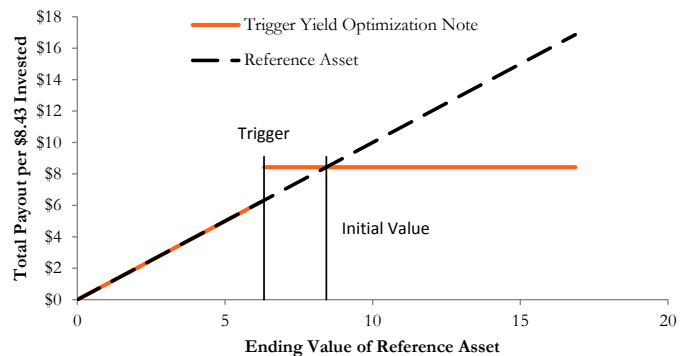 Total Payout per $8.43 Invested
$18
$16
$14
$12
$10
$8
$6
$4
$2
$0
Trigger Yield Optimization Note
Reference Asset
Trigger
Initial Value
0
5
10
15
20
Ending Value of Reference Asset